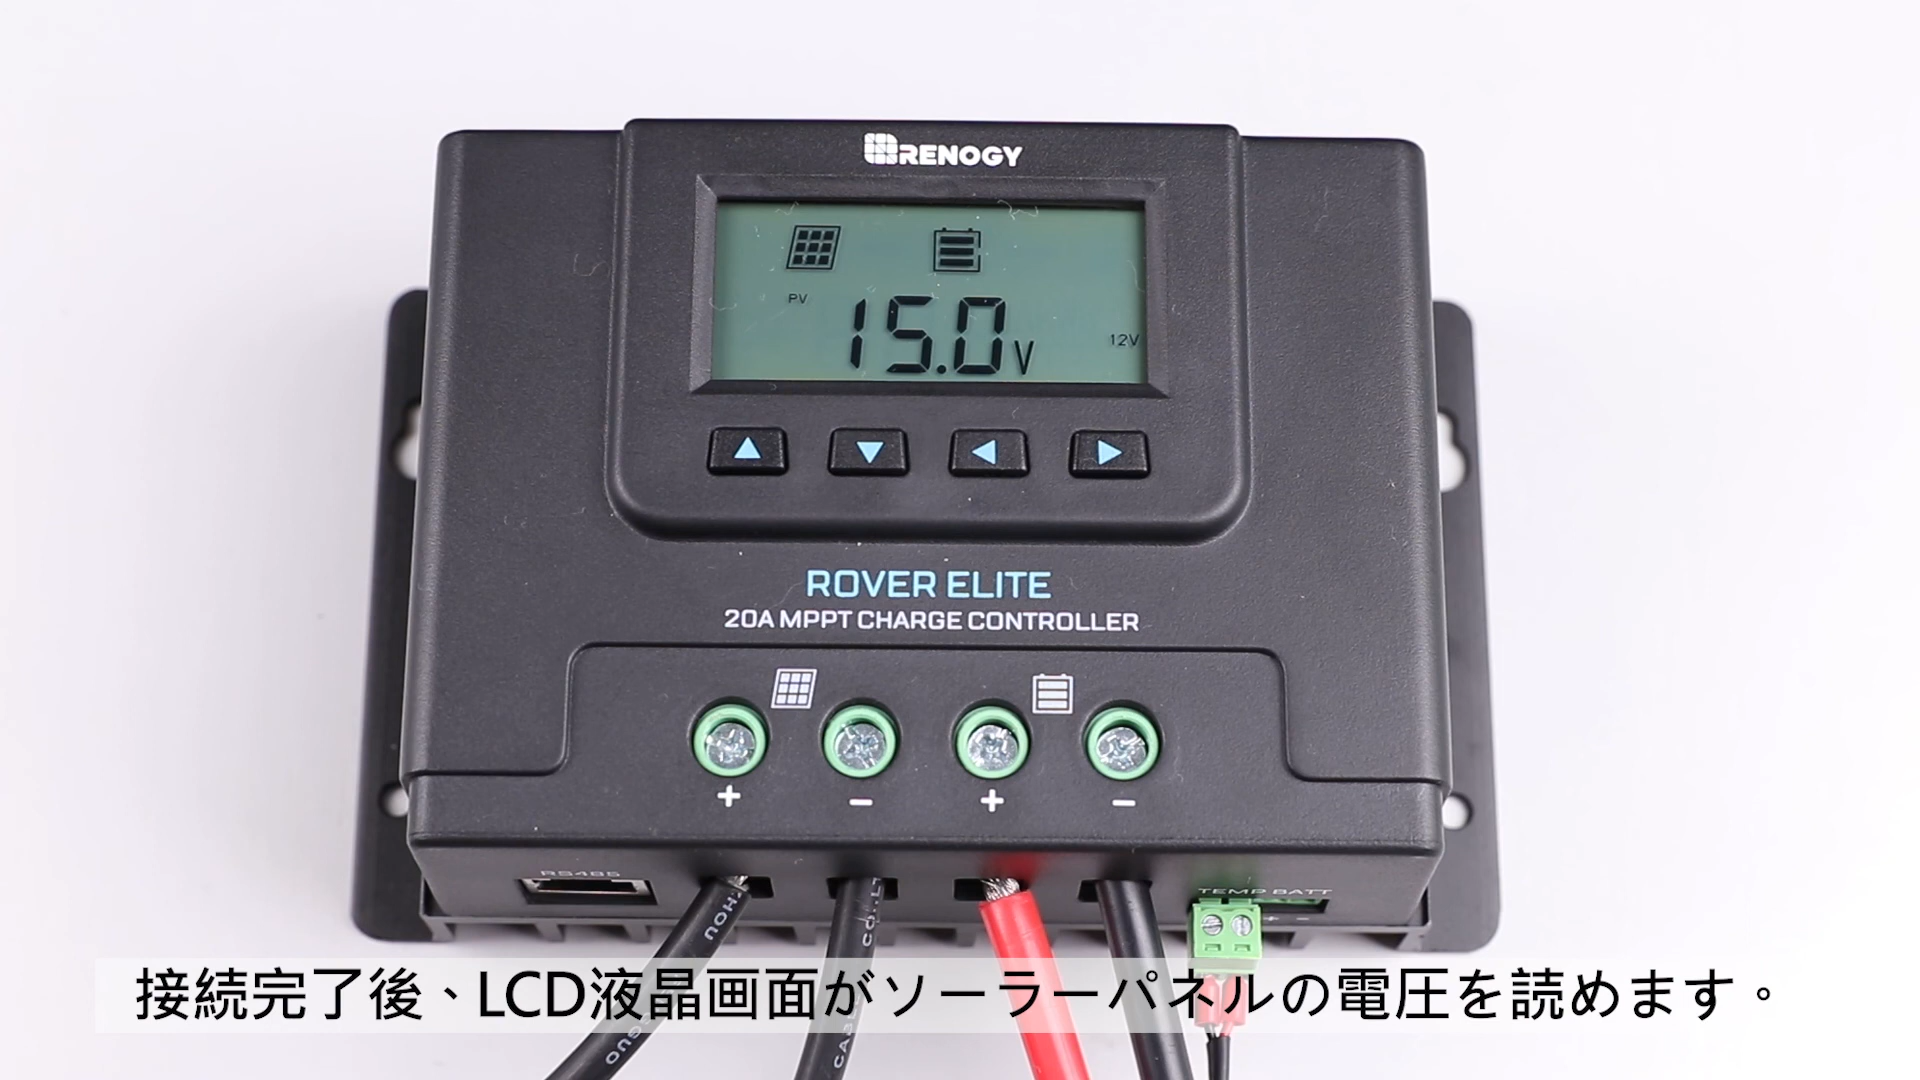 RENOGY
PV
15.0V
12V
ROVER ELITE
20A MPPT CHARGE CONTROLLER
+ − + −
RS485
TEMP BATT
+ −
接続完了後、LCD液晶画面がソーラーパネルの電圧を読めます。